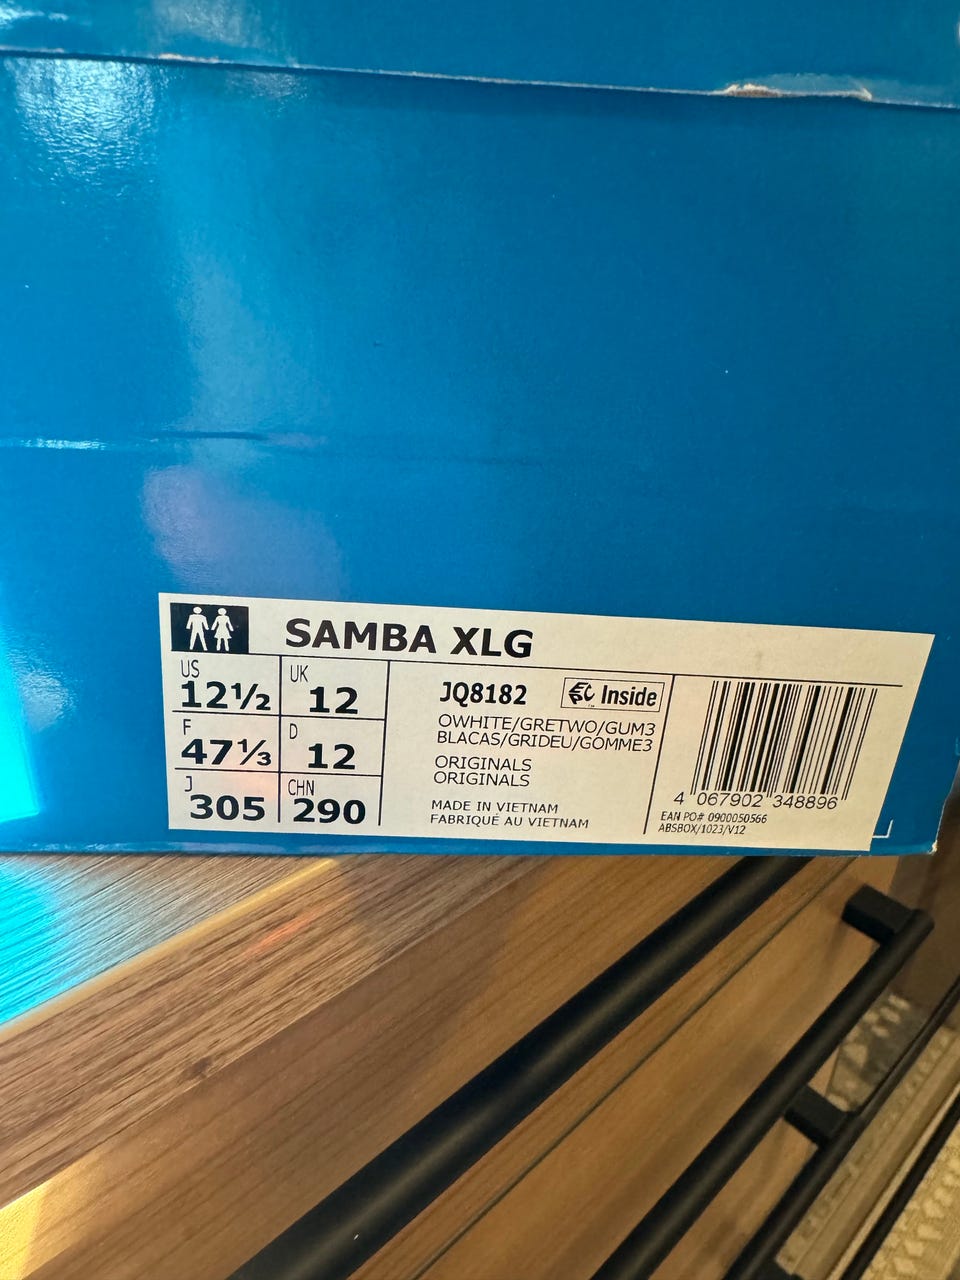 SAMBA XLG
US 12½
UK 12
F 47⅓
D 12
J 305
CHN 290
JQ8182
Inside
OWHITE/GRETWO/GUM3
BLACAS/GRIDEU/GOMME3
ORIGINALS
ORIGINALS
MADE IN VIETNAM
FABRIQUÉ AU VIETNAM
4 067902 348896
EAN PO# 0900050566
ABSBOX/1023/V12